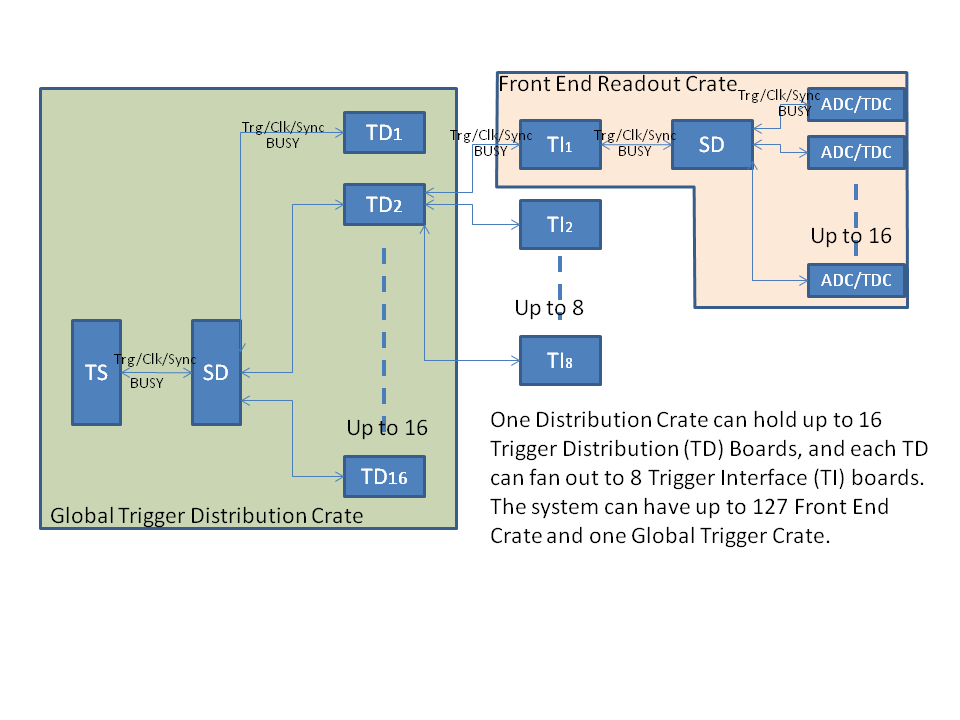 Front End Readout Crate
Trg/Clk/Sync
BUSY
ADC/TDC
Trg/Clk/Sync
BUSY
TD1
Trg/Clk/Sync
BUSY
TI1
Trg/Clk/Sync
BUSY
SD
ADC/TDC
TD2
TI2
Up to 16
ADC/TDC
Up to 8
TI8
TS
Trg/Clk/Sync
BUSY
SD
Up to 16
TD16
Global Trigger Distribution Crate
One Distribution Crate can hold up to 16
Trigger Distribution (TD) Boards, and each TD
can fan out to 8 Trigger Interface (TI) boards.
The system can have up to 127 Front End
Crate and one Global Trigger Crate.